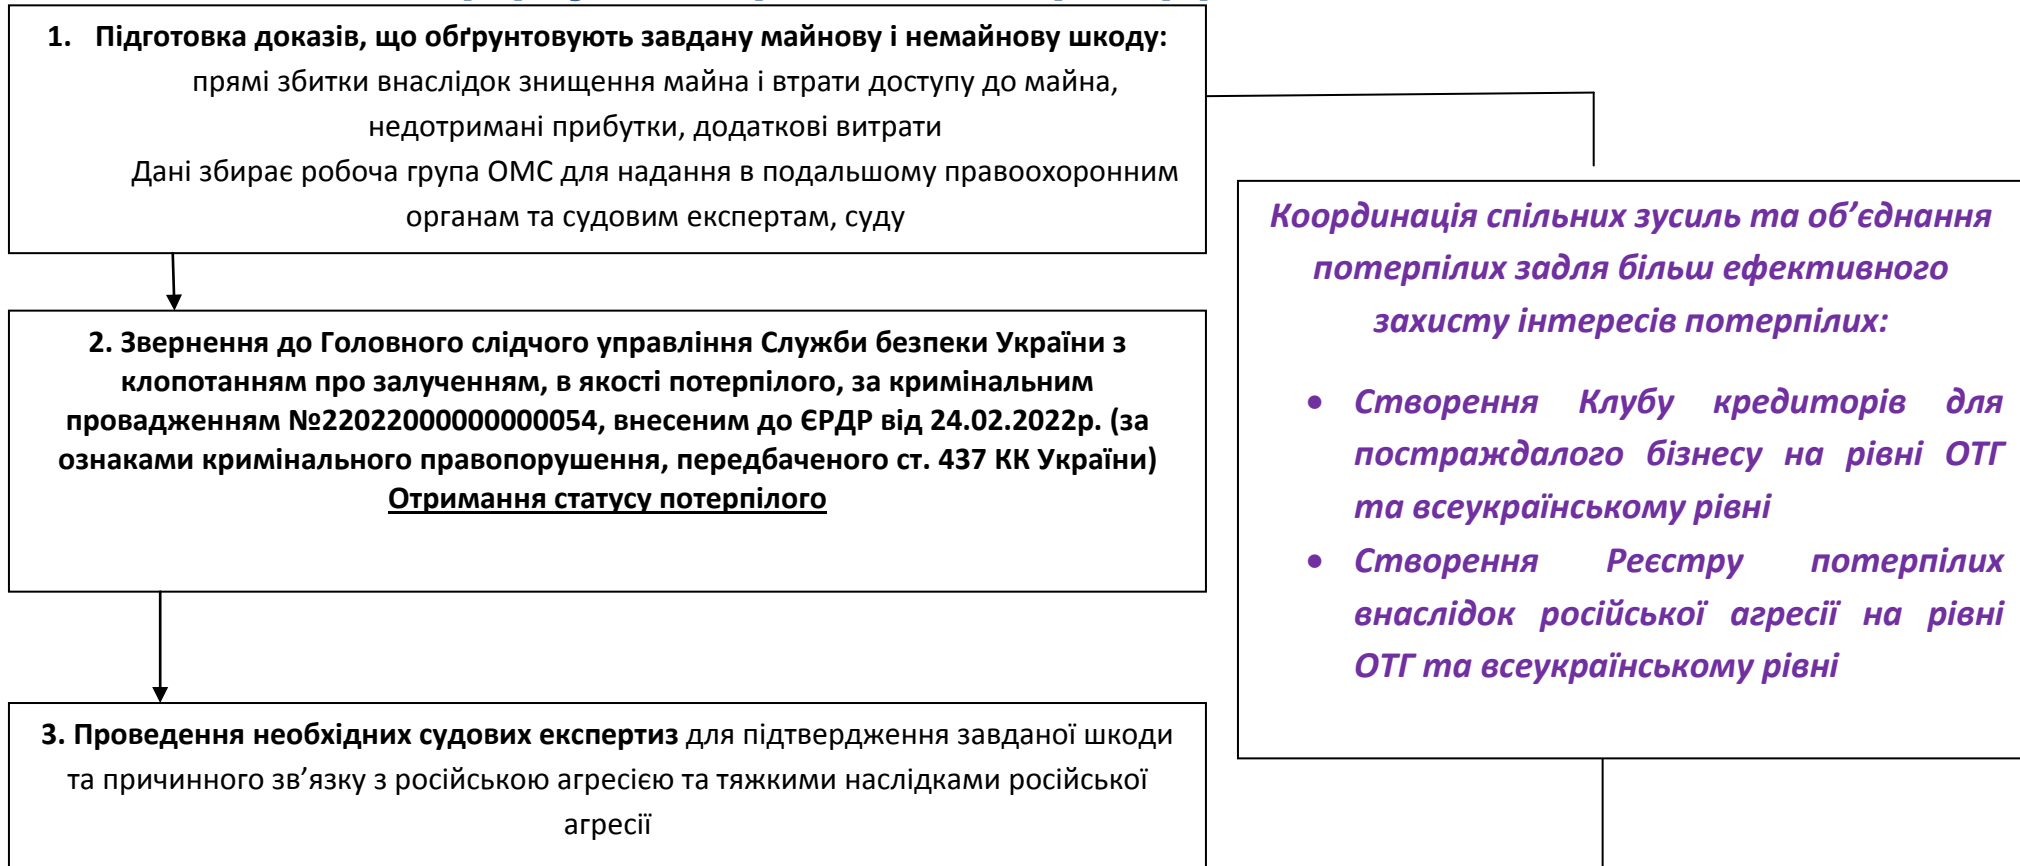 1. Підготовка доказів, що обґрунтовують завдану майнову і немайнову шкоду:
прямі збитки внаслідок знищення майна і втрати доступу до майна,
недотримані прибутки, додаткові витрати
Дані збирає робоча група ОМС для надання в подальшому правоохоронним
органам та судовим експертам, суду
2. Звернення до Головного слідчого управління Служби безпеки України з
клопотанням про залученням, в якості потерпілого, за кримінальним
провадженням №22022000000000054, внесеним до ЄРДР від 24.02.2022р. (за
ознаками кримінального правопорушення, передбаченого ст. 437 КК України)
Отримання статусу потерпілого
3. Проведення необхідних судових експертиз для підтвердження завданої шкоди
та причинного зв’язку з російською агресією та тяжкими наслідками російської
агресії
Координація спільних зусиль та об’єднання
потерпілих задля більш ефективного
захисту інтересів потерпілих:
• Створення Клубу кредиторів для
постраждалого бізнесу на рівні ОТГ
та всеукраїнському рівні
• Створення Реєстру потерпілих
внаслідок російської агресії на рівні
ОТГ та всеукраїнському рівні